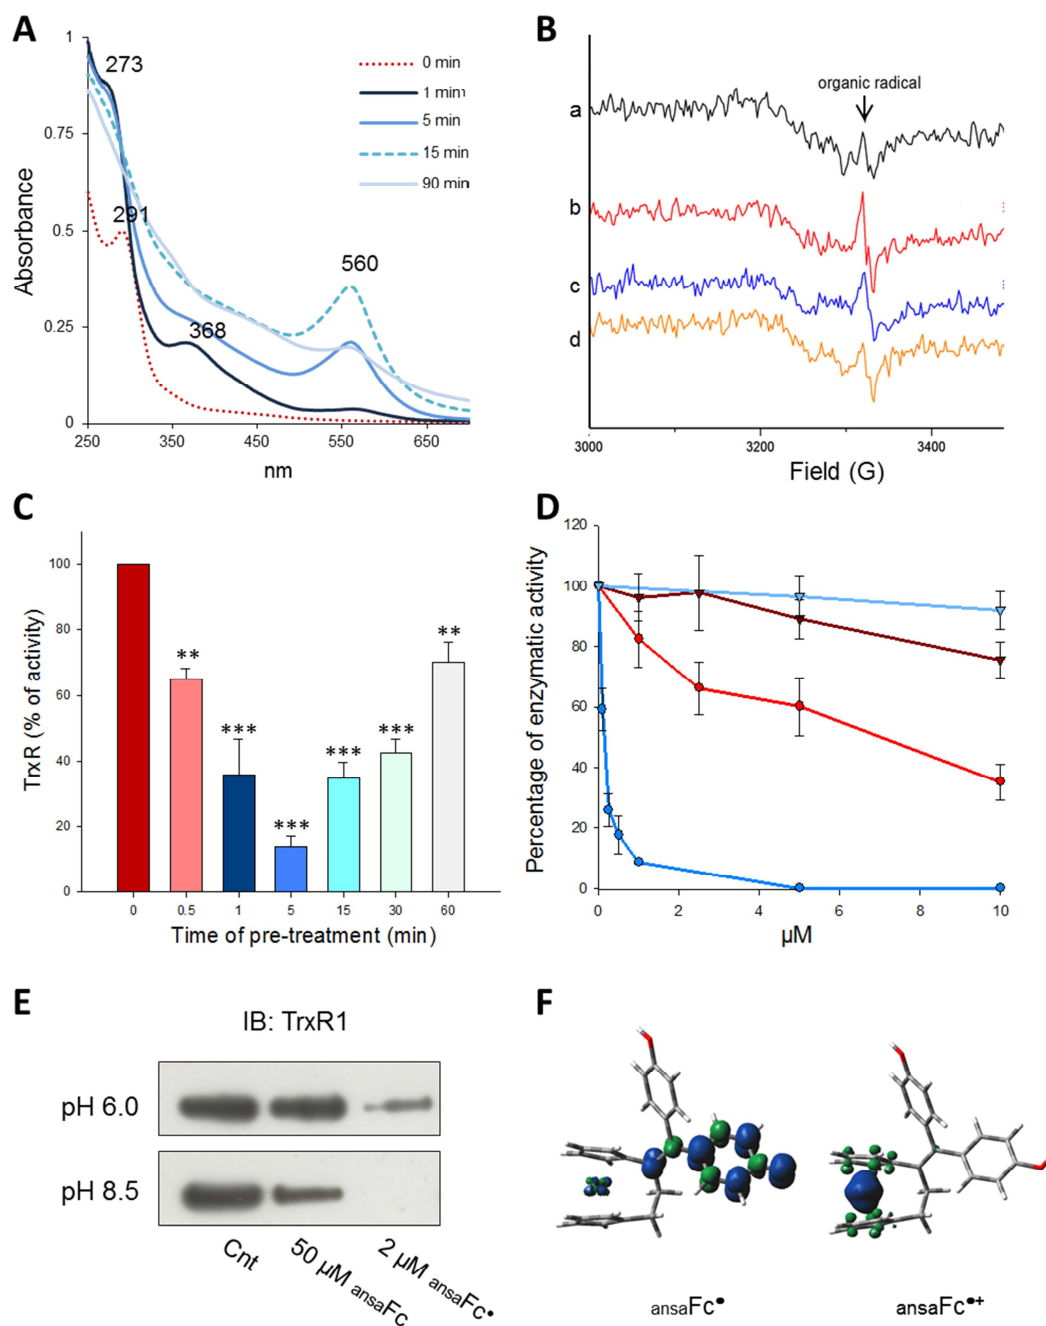 A
1
0.75
0.5
0.25
0
Absorbance
273
291
368
560
0 min
1 min
5 min
15 min
90 min
250
350
450
550
650
nm
B
organic radical
a
b
c
d
3000
3200
3400
Field (G)
C
TrxR (% of activity)
100
80
60
40
20
0
**
***
***
***
***
**
0
0.5
1
5
15
30
60
Time of pre-treatment (min)
D
Percentage of enzymatic activity
120
100
80
60
40
20
0
0
2
4
6
8
10
µM
E
IB: TrxR1
pH 6.0
pH 8.5
Cnt
50 µM ansaFc
2 µM ansaFc•
F
ansaFc•
ansaFc•+